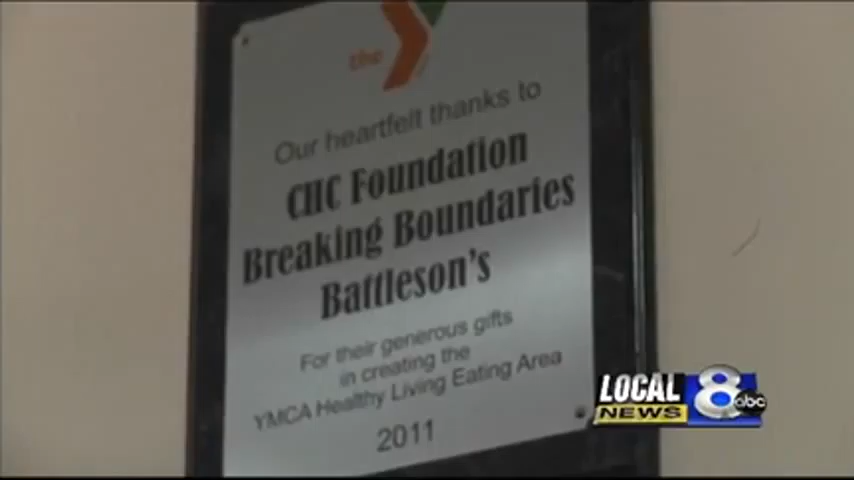 the
Our heartfelt thanks to
CHC Foundation
Breaking Boundaries
Battleson's
For their generous gifts
in creating the
YMCA Healthy Living Eating Area
2011
LOCAL
NEWS
8
abc